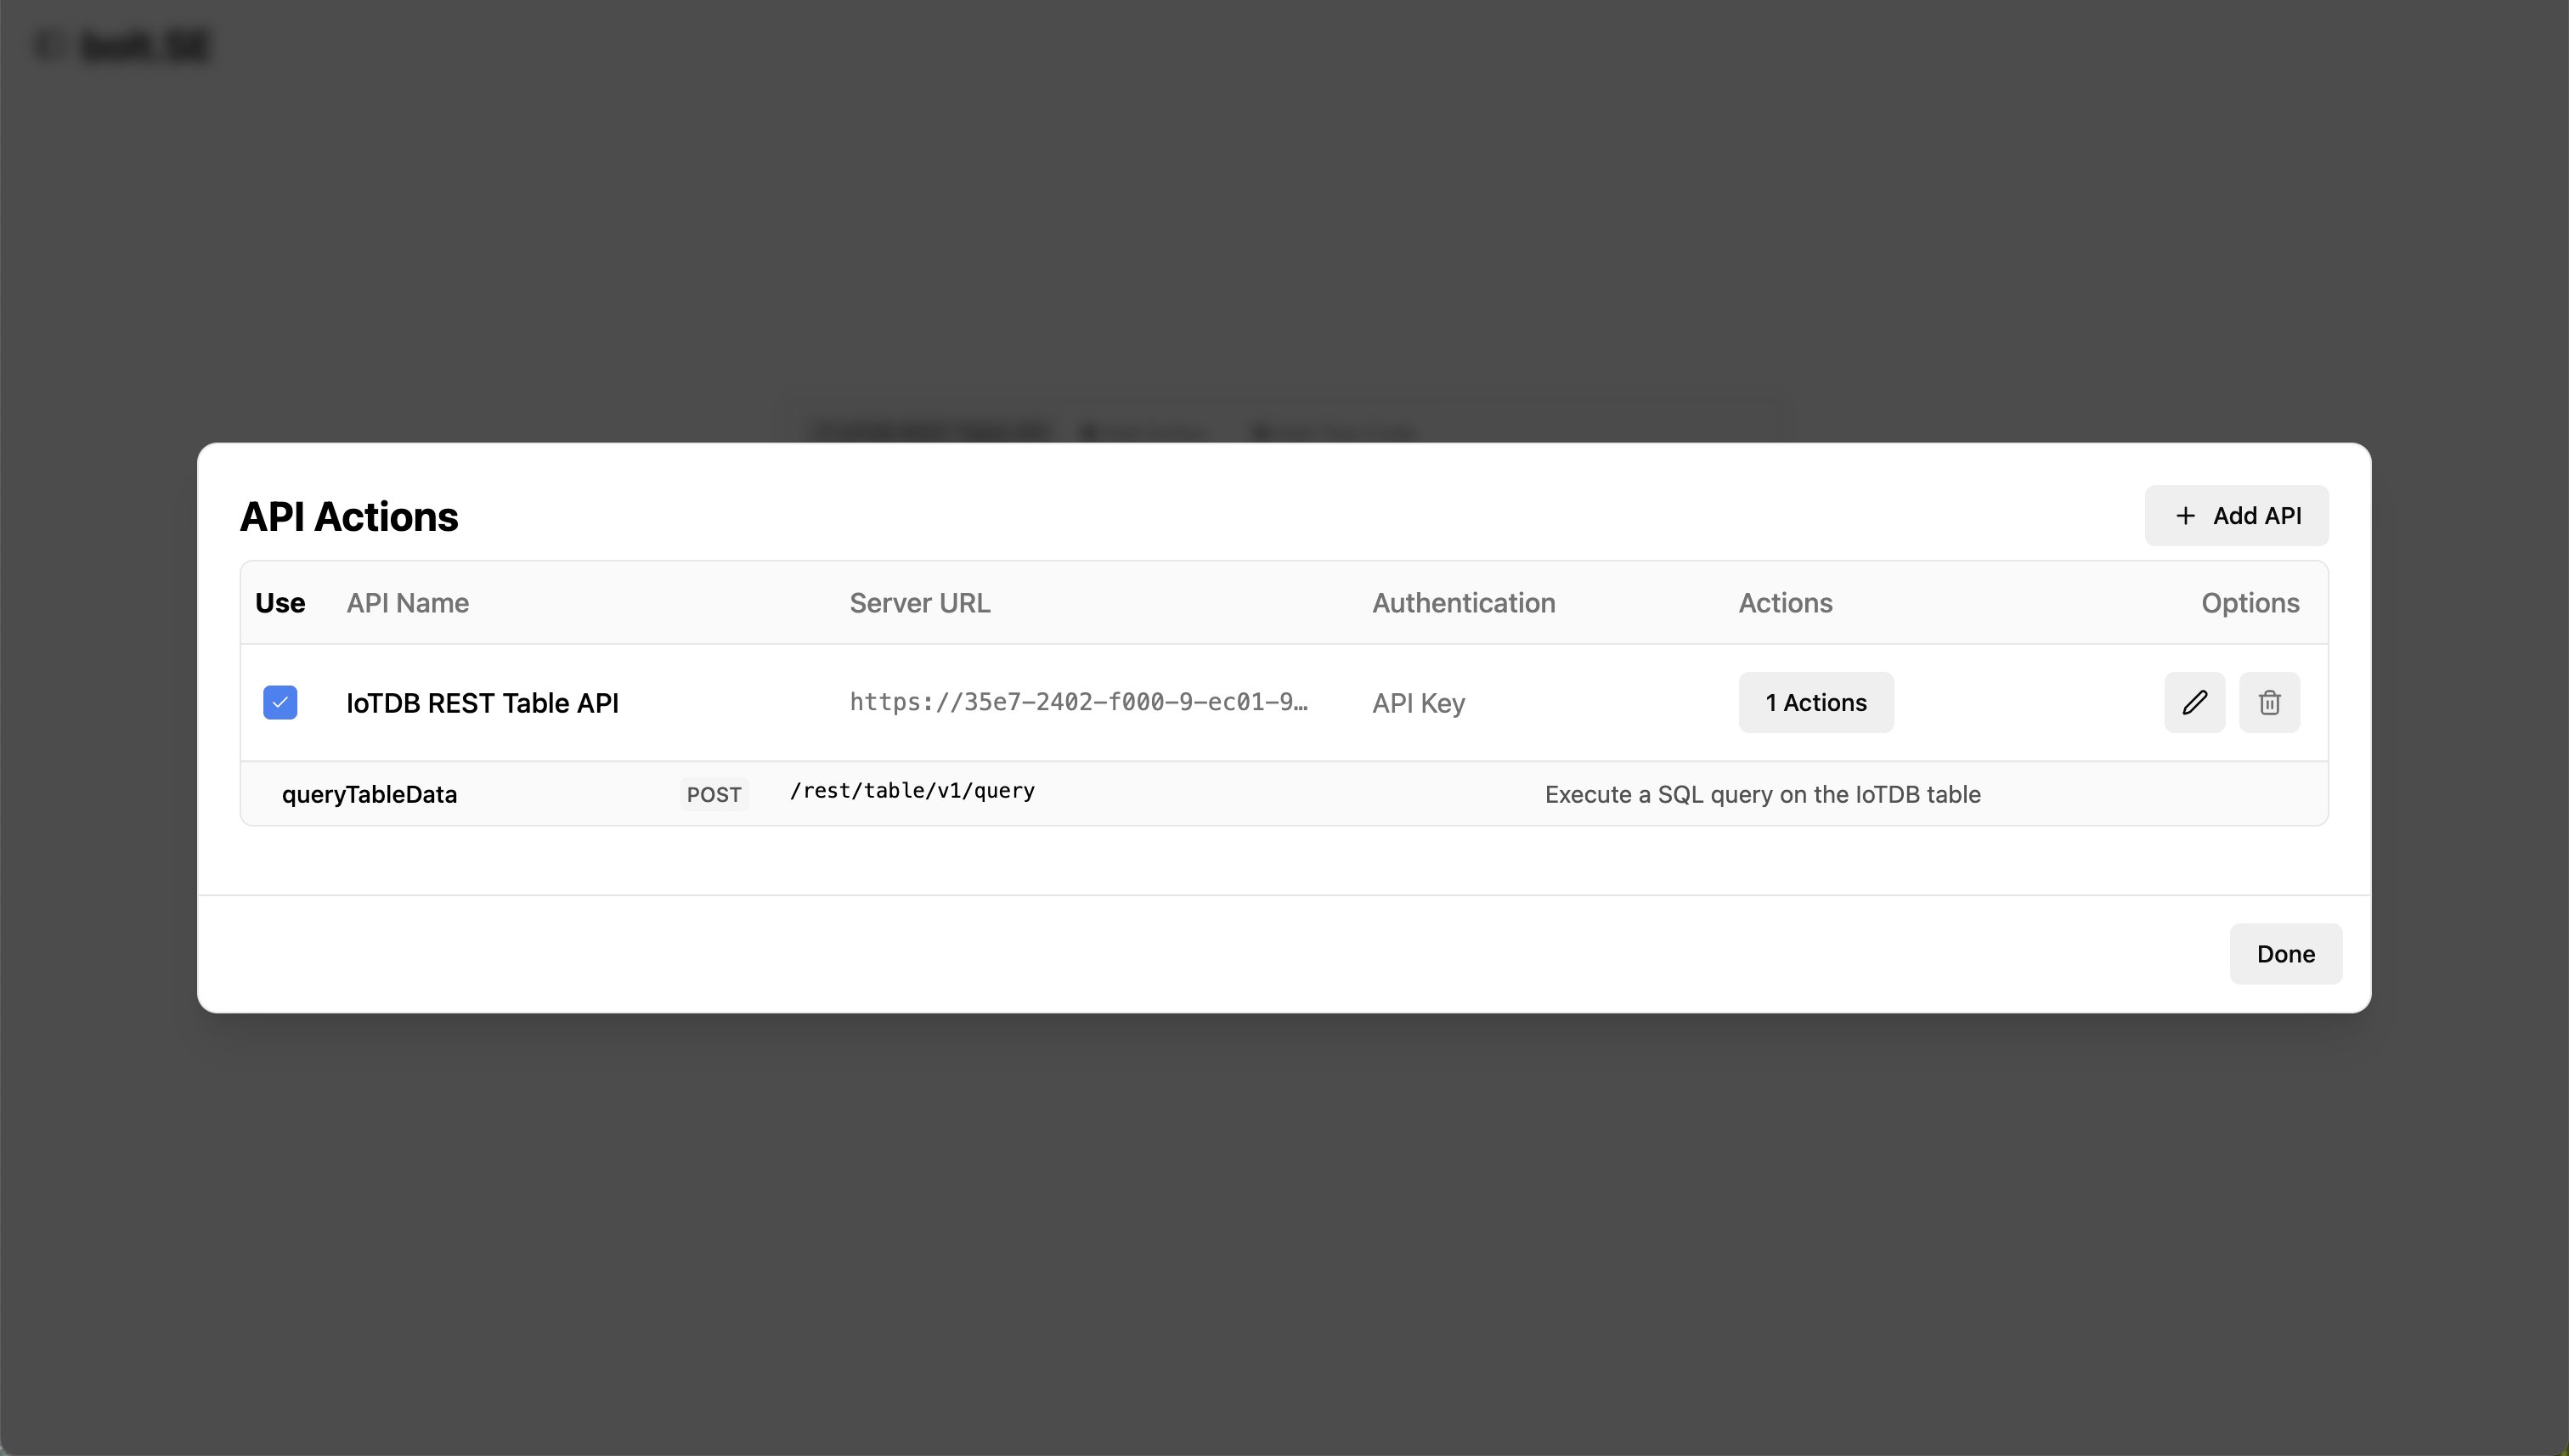 bolt.SE
API Actions
+ Add API
Use API Name Server URL Authentication Actions Options
IoTDB REST Table API https://35e7-2402-f000-9-ec01-9… API Key 1 Actions
queryTableData POST /rest/table/v1/query Execute a SQL query on the IoTDB table
Done